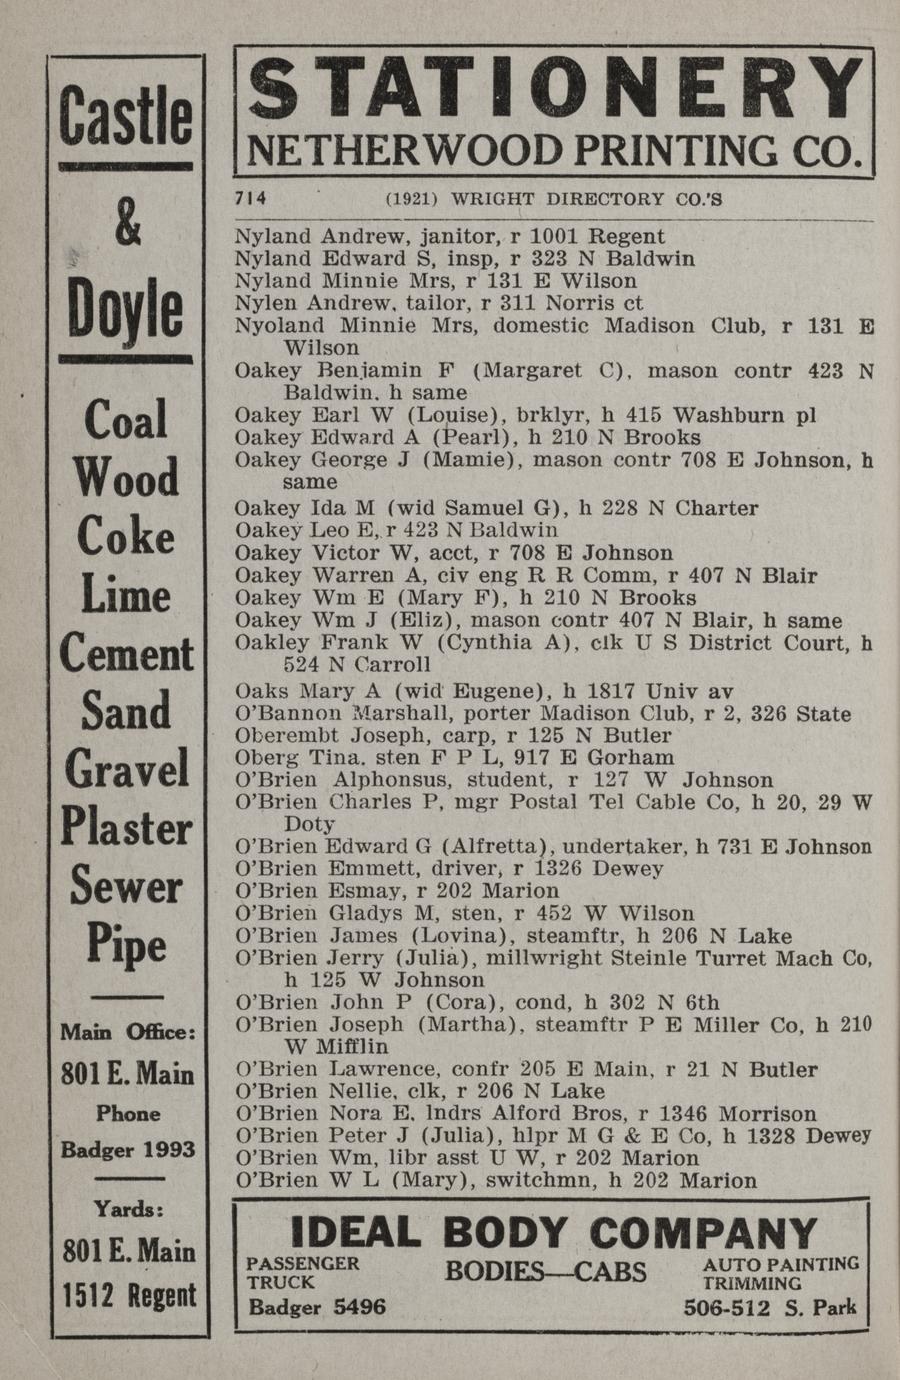 Castle
&
Doyle
Coal
Wood
Coke
Lime
Cement
Sand
Gravel
Plaster
Sewer
Pipe
Main Office:
801 E. Main
Phone
Badger 1993
Yards:
801 E. Main
1512 Regent
STATIONERY
NETHERWOOD PRINTING CO.
714 (1921) WRIGHT DIRECTORY CO.'S
Nyland Andrew, janitor, r 1001 Regent
Nyland Edward S, insp, r 323 N Baldwin
Nyland Minnie Mrs, r 131 E Wilson
Nylen Andrew, tailor, r 311 Norris ct
Nyoland Minnie Mrs, domestic Madison Club, r 131 E
Wilson
Oakey Benjamin F (Margaret C), mason contr 423 N
Baldwin, h same
Oakey Earl W (Louise), brklyr, h 415 Washburn pl
Oakey Edward A (Pearl), h 210 N Brooks
Oakey George J (Mamie), mason contr 708 E Johnson, h
same
Oakey Ida M (wid Samuel G), h 228 N Charter
Oakey Leo E, r 423 N Baldwin
Oakey Victor W, acct, r 708 E Johnson
Oakey Warren A, civ eng R R Comm, r 407 N Blair
Oakey Wm E (Mary F), h 210 N Brooks
Oakey Wm J (Eliz), mason contr 407 N Blair, h same
Oakley Frank W (Cynthia A), clk U S District Court, h
524 N Carroll
Oaks Mary A (wid Eugene), h 1817 Univ av
O'Bannon Marshall, porter Madison Club, r 2, 326 State
Oberembt Joseph, carp, r 125 N Butler
Oberg Tina, sten F P L, 917 E Gorham
O'Brien Alphonsus, student, r 127 W Johnson
O'Brien Charles P, mgr Postal Tel Cable Co, h 20, 29 W
Doty
O'Brien Edward G (Alfretta), undertaker, h 731 E Johnson
O'Brien Emmett, driver, r 1326 Dewey
O'Brien Esmay, r 202 Marion
O'Brien Gladys M, sten, r 452 W Wilson
O'Brien James (Lovina), steamftr, h 206 N Lake
O'Brien Jerry (Julia), millwright Steinle Turret Mach Co,
h 125 W Johnson
O'Brien John P (Cora), cond, h 302 N 6th
O'Brien Joseph (Martha), steamftr P E Miller Co, h 210
W Mifflin
O'Brien Lawrence, confr 205 E Main, r 21 N Butler
O'Brien Nellie, clk, r 206 N Lake
O'Brien Nora E, lndrs Alford Bros, r 1346 Morrison
O'Brien Peter J (Julia), hlpr M G & E Co, h 1328 Dewey
O'Brien Wm, libr asst U W, r 202 Marion
O'Brien W L (Mary), switchmn, h 202 Marion
IDEAL BODY COMPANY
PASSENGER
TRUCK
BODIES—CABS
AUTO PAINTING
TRIMMING
Badger 5496
506-512 S. Park